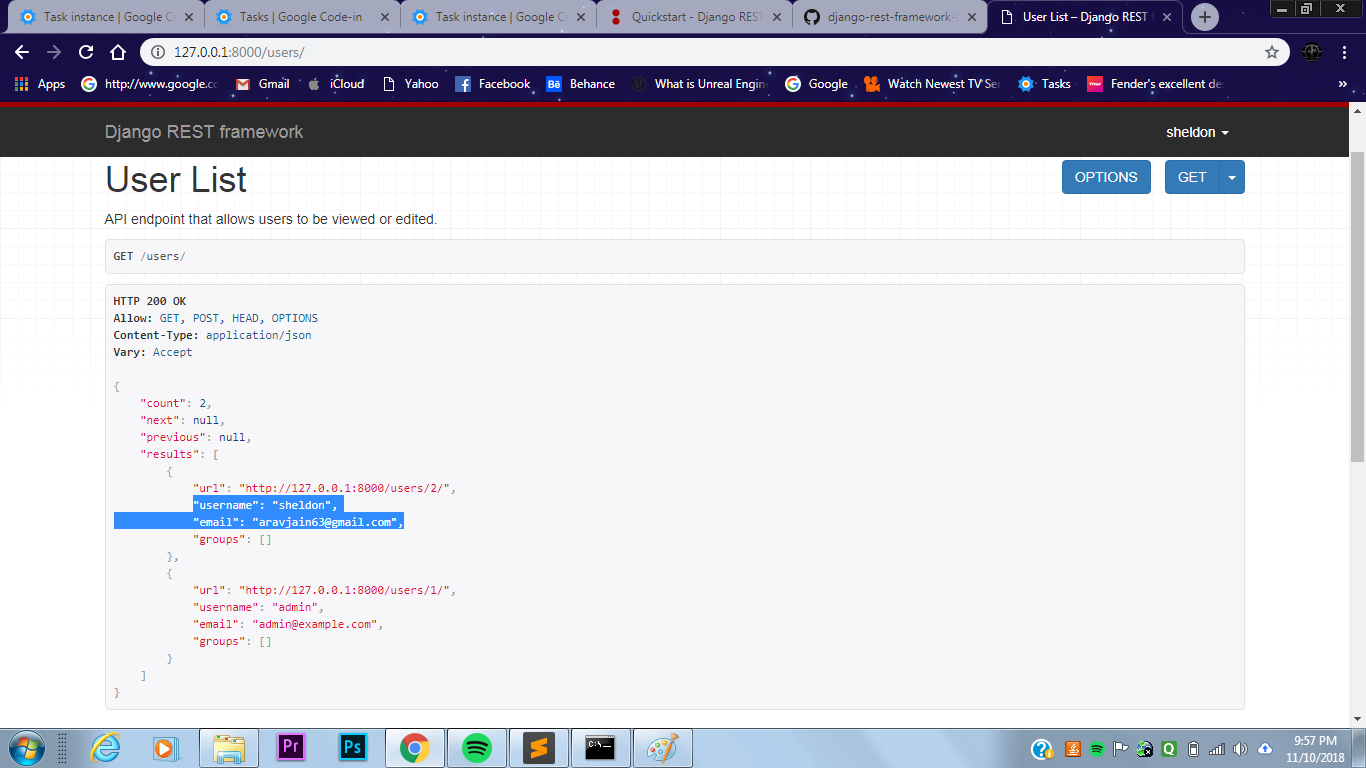 Task instance | Google C
Tasks | Google Code-in
Task instance | Google C
Quickstart - Django REST
django-rest-framework-t
User List – Django REST
127.0.0.1:8000/users/
Apps
http://www.google.cc
Gmail
iCloud
Yahoo
Facebook
Bē Behance
What is Unreal Engin
Google
Watch Newest TV Ser
Tasks
Fender's excellent de
»
Django REST framework
sheldon
User List
OPTIONS
GET
API endpoint that allows users to be viewed or edited.
GET /users/
HTTP 200 OK
Allow: GET, POST, HEAD, OPTIONS
Content-Type: application/json
Vary: Accept
{
"count": 2,
"next": null,
"previous": null,
"results": [
{
"url": "http://127.0.0.1:8000/users/2/",
"username": "sheldon",
"email": "aravjain63@gmail.com",
"groups": []
},
{
"url": "http://127.0.0.1:8000/users/1/",
"username": "admin",
"email": "admin@example.com",
"groups": []
}
]
}
Pr
Ps
C:\_
9:57 PM
11/10/2018